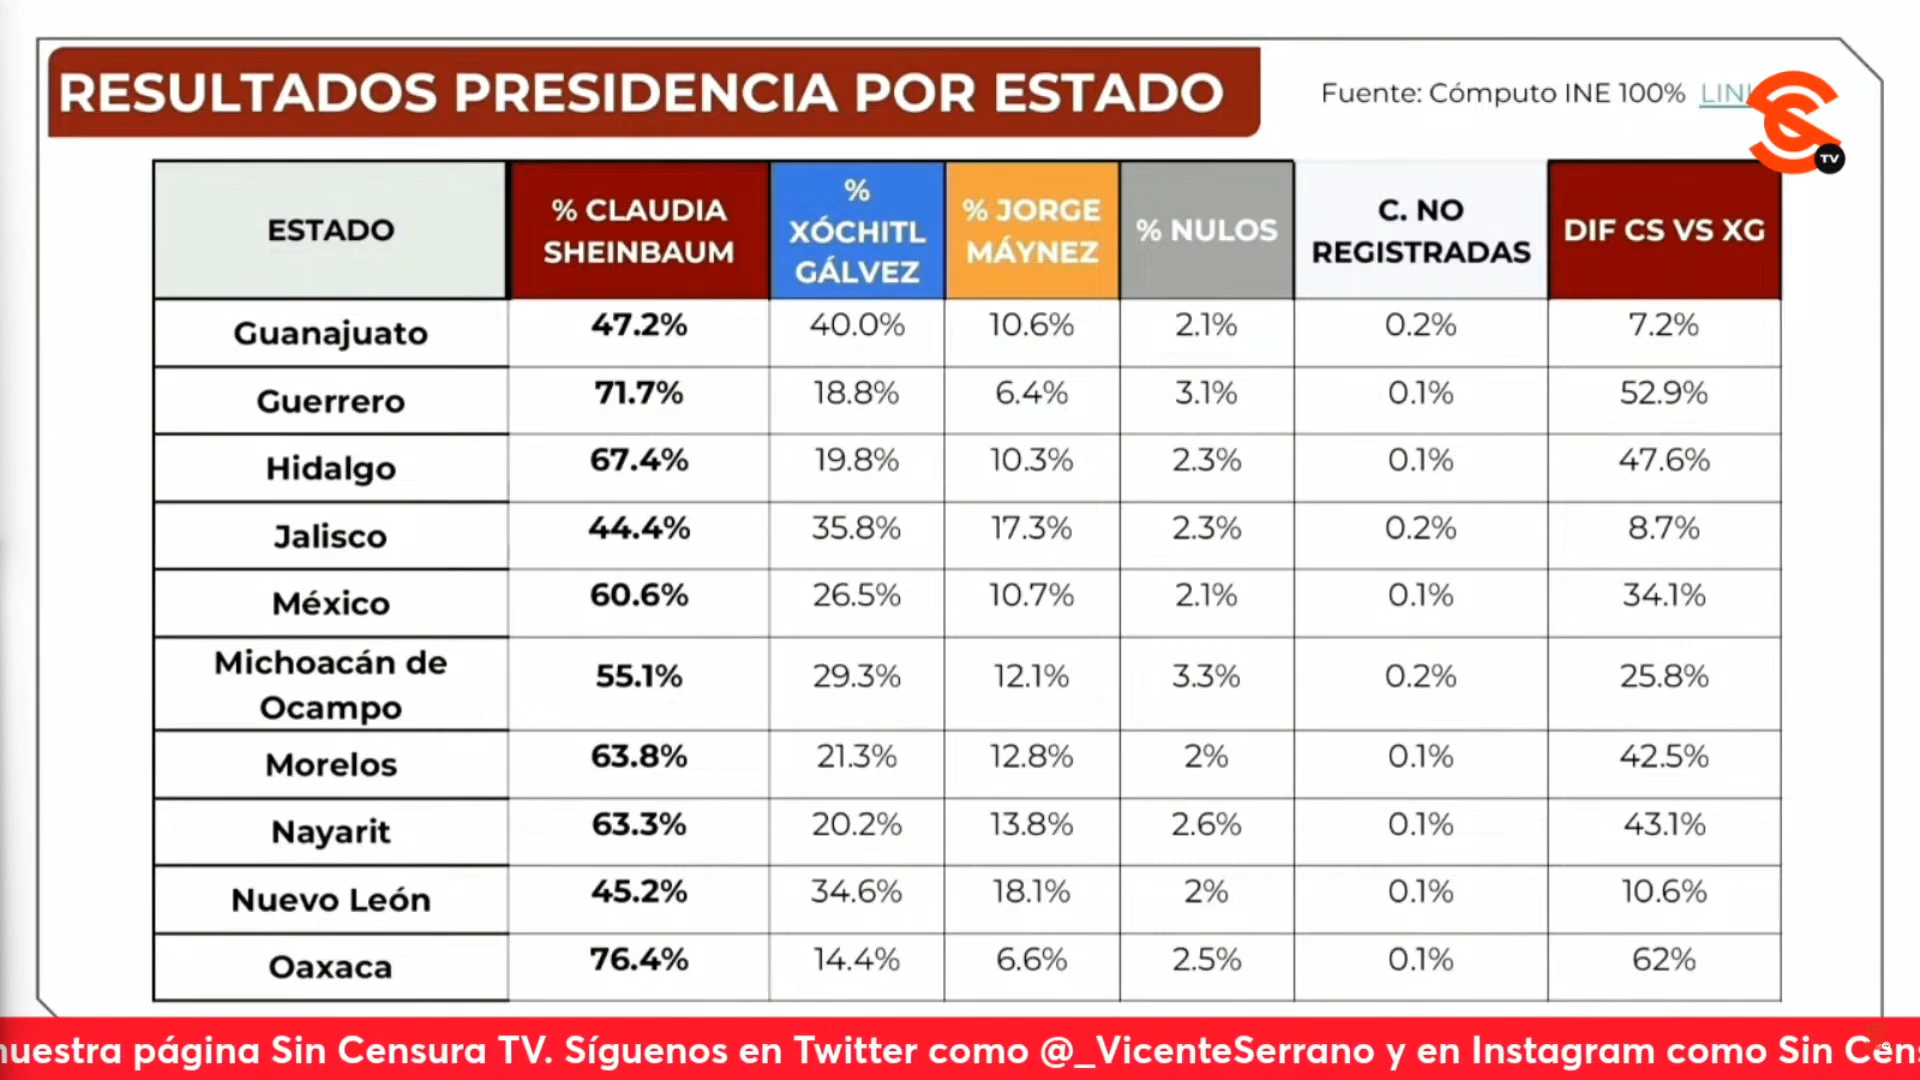 RESULTADOS PRESIDENCIA POR ESTADO
Fuente: Cómputo INE 100%
TV
ESTADO % CLAUDIA SHEINBAUM % XÓCHITL GÁLVEZ % JORGE MÁYNEZ % NULOS C. NO REGISTRADAS DIF CS VS XG
Guanajuato 47.2% 40.0% 10.6% 2.1% 0.2% 7.2%
Guerrero 71.7% 18.8% 6.4% 3.1% 0.1% 52.9%
Hidalgo 67.4% 19.8% 10.3% 2.3% 0.1% 47.6%
Jalisco 44.4% 35.8% 17.3% 2.3% 0.2% 8.7%
México 60.6% 26.5% 10.7% 2.1% 0.1% 34.1%
Michoacán de Ocampo 55.1% 29.3% 12.1% 3.3% 0.2% 25.8%
Morelos 63.8% 21.3% 12.8% 2% 0.1% 42.5%
Nayarit 63.3% 20.2% 13.8% 2.6% 0.1% 43.1%
Nuevo León 45.2% 34.6% 18.1% 2% 0.1% 10.6%
Oaxaca 76.4% 14.4% 6.6% 2.5% 0.1% 62%
nuestra página Sin Censura TV. Síguenos en Twitter como @_VicenteSerrano y en Instagram como Sin Cens